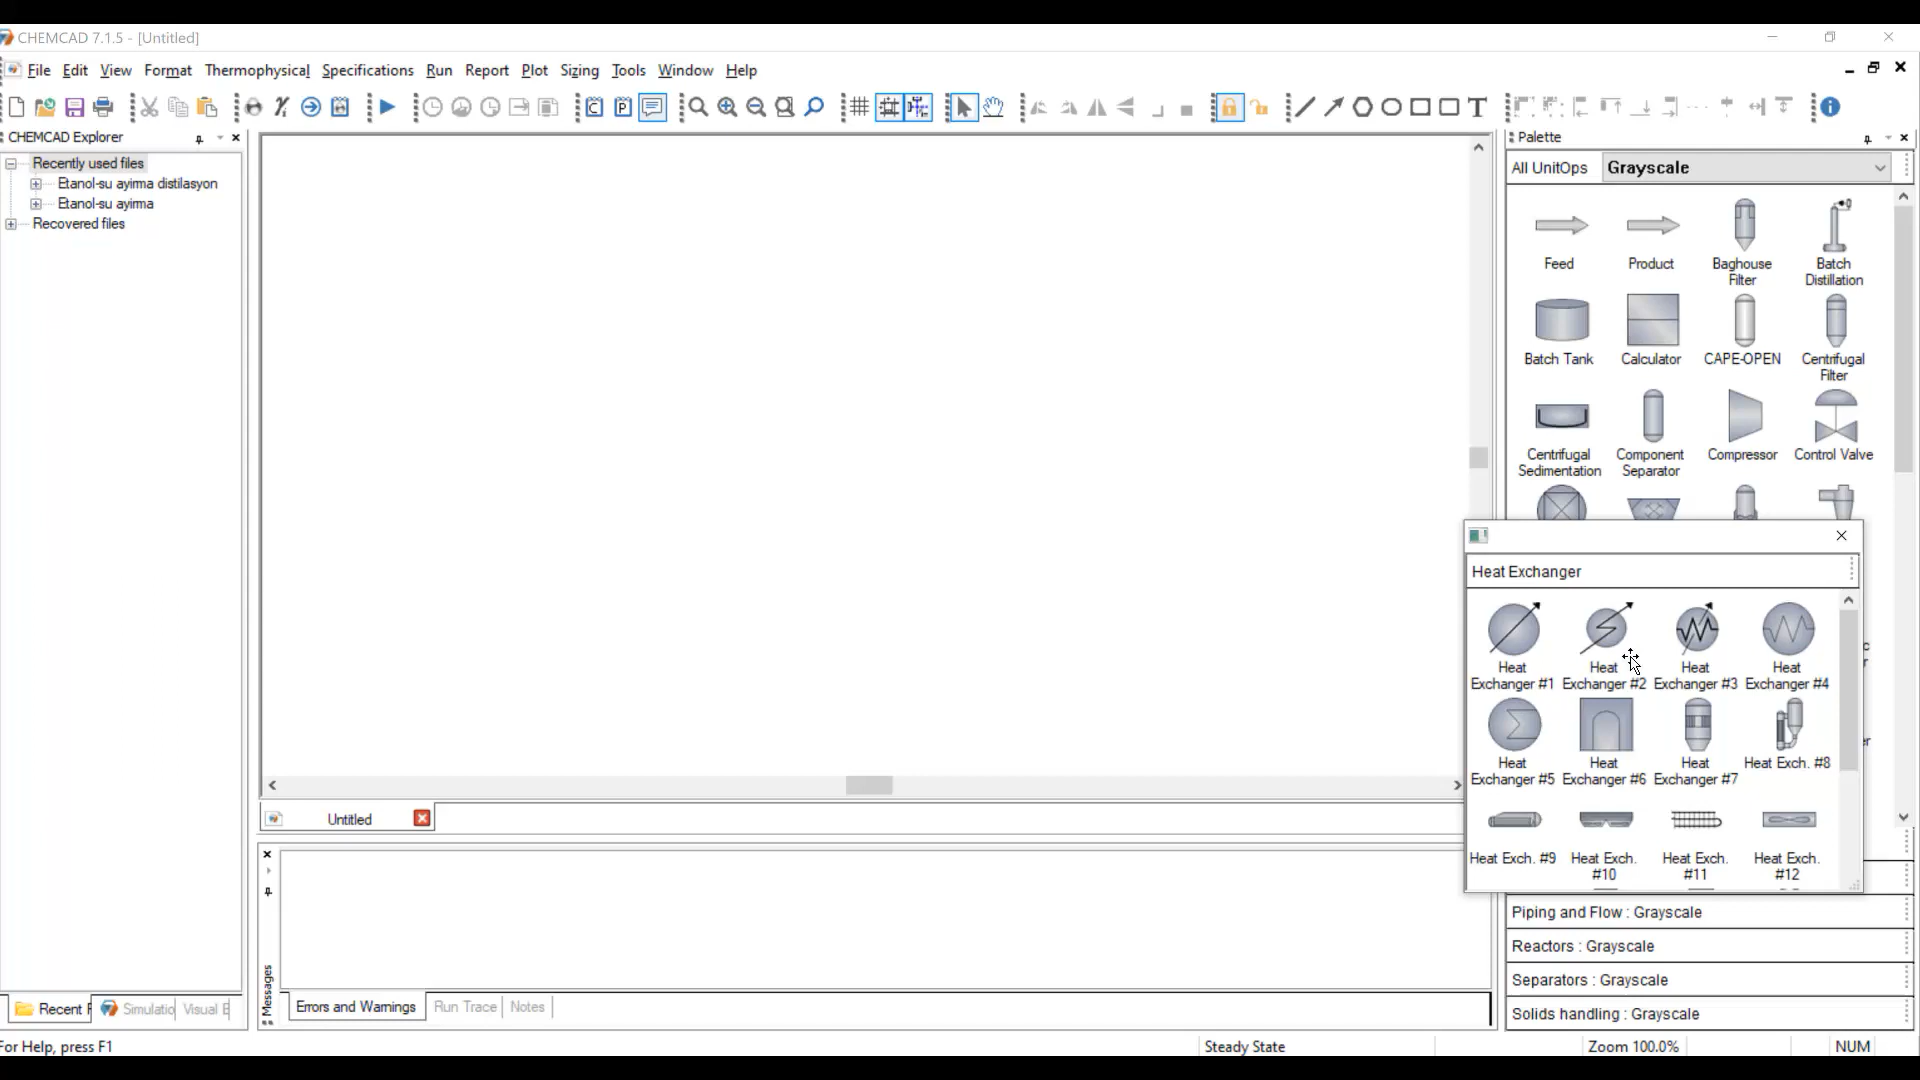 CHEMCAD 7.1.5 - [Untitled]
File Edit View Format Thermophysical Specifications Run Report Plot Sizing Tools Window Help
CHEMCAD Explorer
Recently used files
Etanol-su ayirma distilasyon
Etanol-su ayirma
Recovered files
Palette
All UnitOps Grayscale
Feed Product Baghouse Filter Batch Distillation
Batch Tank Calculator CAPE-OPEN Centrifugal Filter
Centrifugal Sedimentation Component Separator Compressor Control Valve
Heat Exchanger
Heat Exchanger #1 Heat Exchanger #2 Heat Exchanger #3 Heat Exchanger #4
Heat Exchanger #5 Heat Exchanger #6 Heat Exchanger #7 Heat Exch. #8
Heat Exch. #9 Heat Exch. #10 Heat Exch. #11 Heat Exch. #12
Piping and Flow : Grayscale
Reactors : Grayscale
Separators : Grayscale
Solids handling : Grayscale
Untitled
Messages
Errors and Warnings Run Trace Notes
Recent F Simulatio Visual E
For Help, press F1
Steady State
Zoom 100.0%
NUM